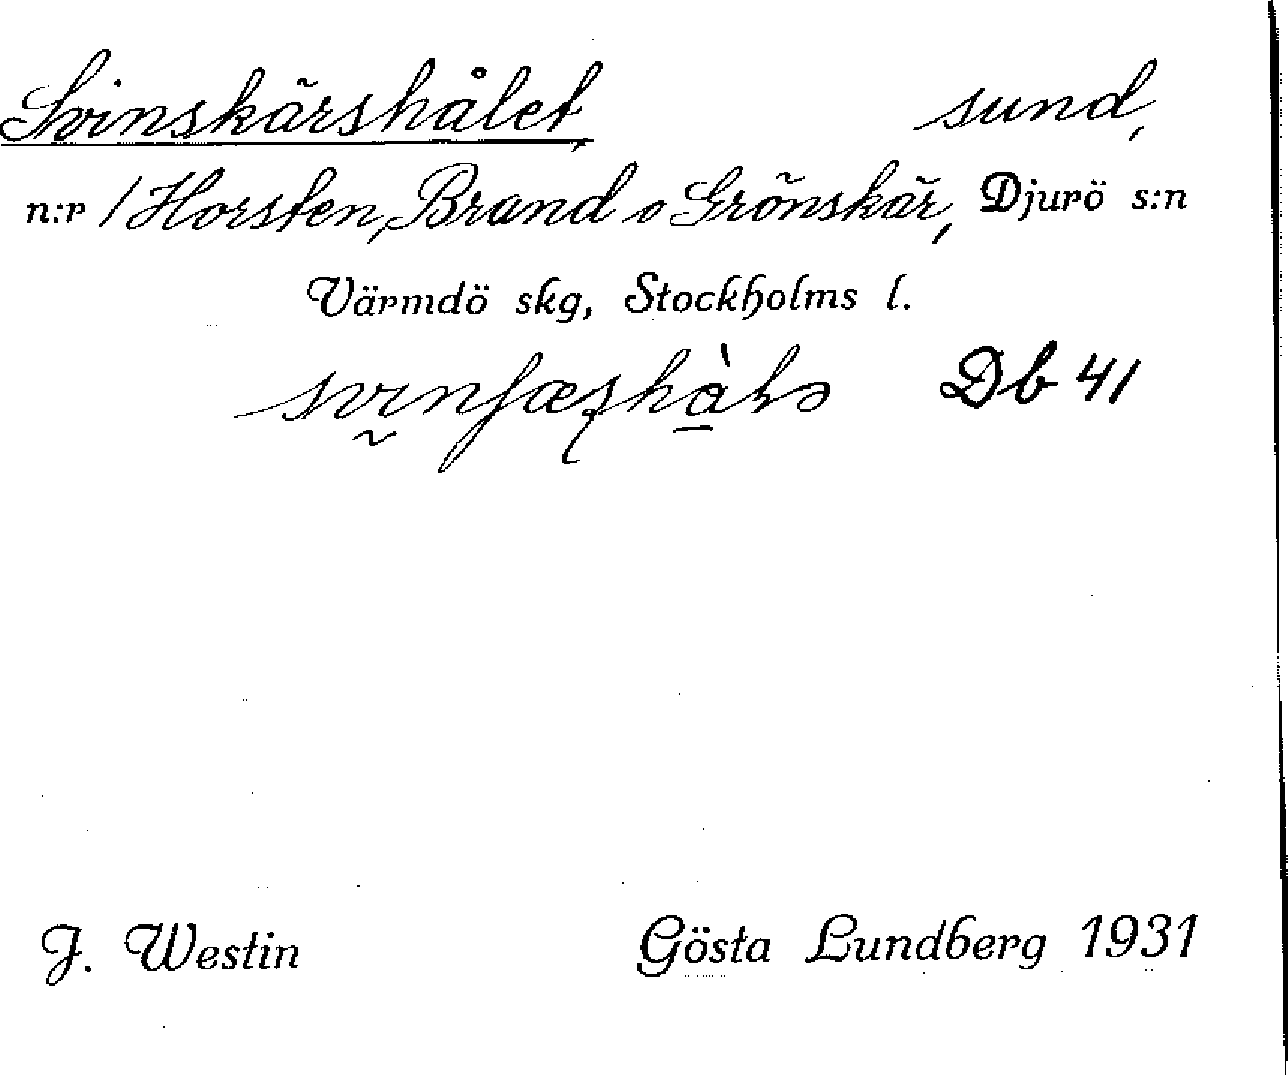 Svinskärshålet, sund,
n:r 1 Horsten, Brand o Grönskär, Djurö s:n
Värmdö skg, Stockholms l.
Db 41
J. Westin Gösta Lundberg 1931